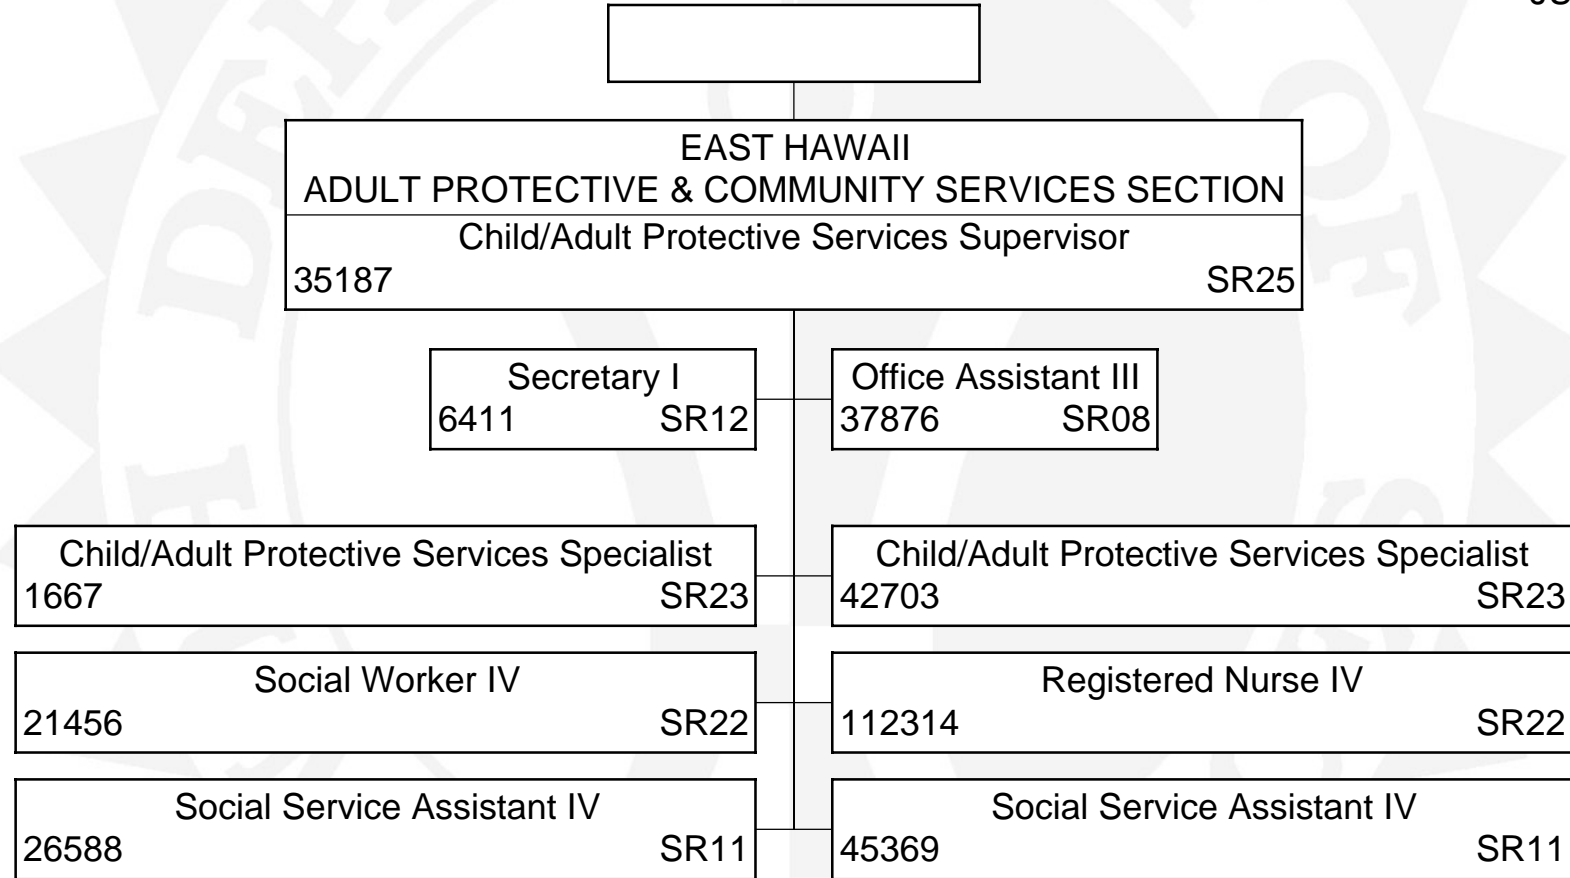 EAST HAWAII
ADULT PROTECTIVE & COMMUNITY SERVICES SECTION
Child/Adult Protective Services Supervisor
35187 SR25
Secretary I
6411 SR12
Office Assistant III
37876 SR08
Child/Adult Protective Services Specialist
1667 SR23
Child/Adult Protective Services Specialist
42703 SR23
Social Worker IV
21456 SR22
Registered Nurse IV
112314 SR22
Social Service Assistant IV
26588 SR11
Social Service Assistant IV
45369 SR11